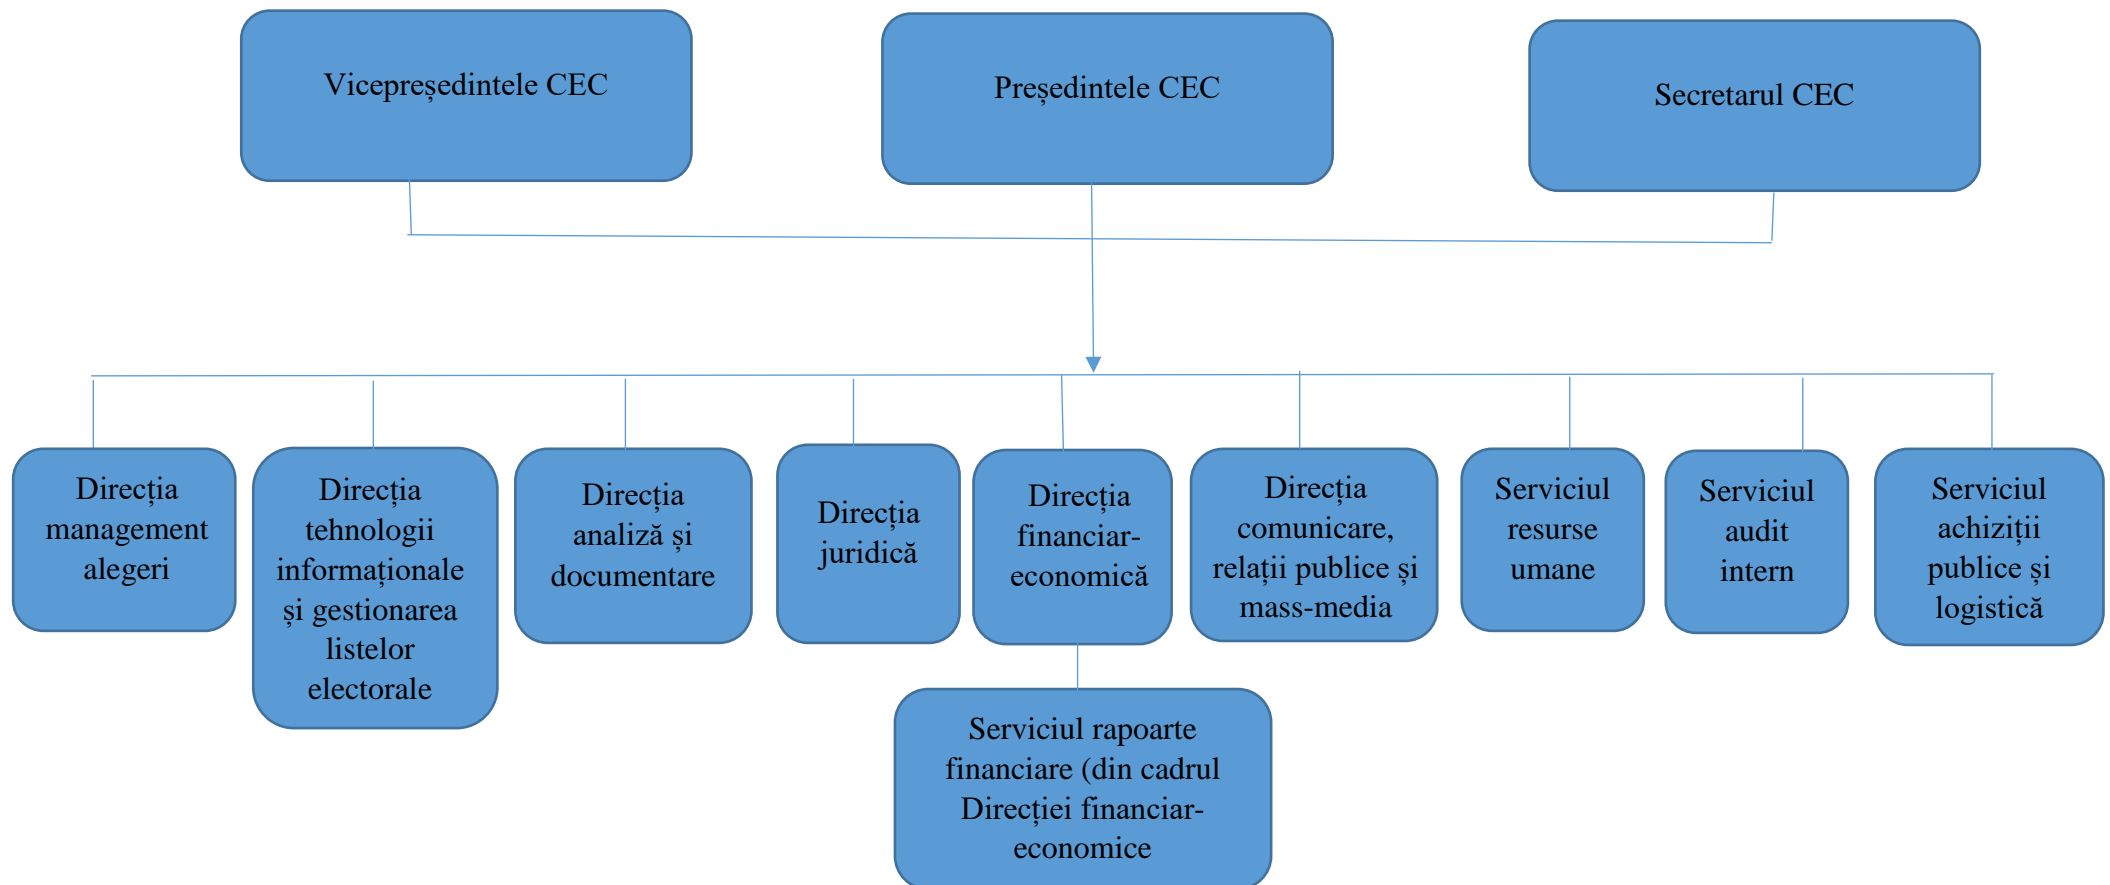 Vicepreședintele CEC
Președintele CEC
Secretarul CEC
Direcția
management
alegeri
Direcția
tehnologii
informaționale
și gestionarea
listelor
electorale
Direcția
analiză și
documentare
Direcția
juridică
Direcția
financiar-
economică
Direcția
comunicare,
relații publice și
mass-media
Serviciul
resurse
umane
Serviciul
audit
intern
Serviciul
achiziții
publice și
logistică
Serviciul rapoarte
financiare (din cadrul
Direcției financiar-
economice